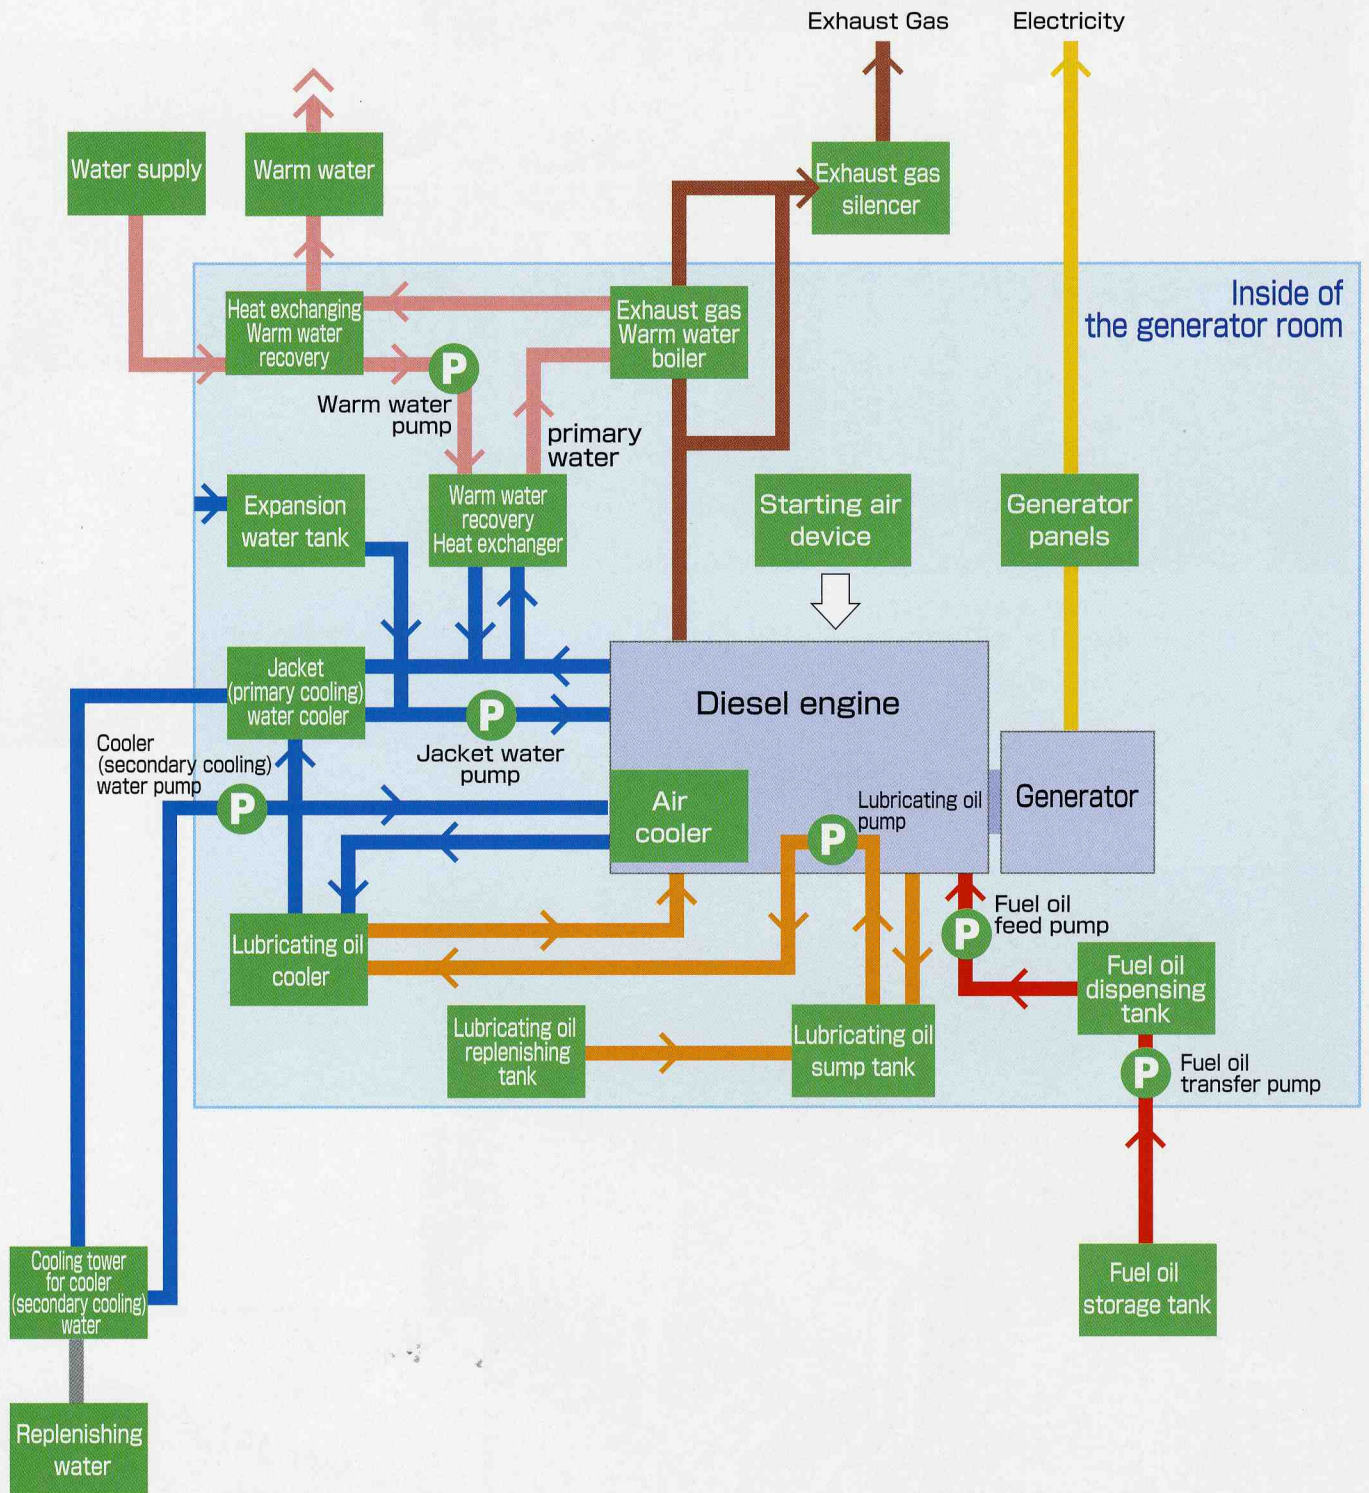 Exhaust Gas
Electricity
Water supply
Warm water
Exhaust gas
silencer
Inside of
the generator room
Heat exchanging
Warm water
recovery
Exhaust gas
Warm water
boiler
P
Warm water
pump
primary
water
Expansion
water tank
Warm water
recovery
Heat exchanger
Starting air
device
Generator
panels
Jacket
(primary cooling)
water cooler
Diesel engine
P
Jacket water
pump
Cooler
(secondary cooling)
water pump
P
Air
cooler
Lubricating oil
pump
P
Generator
Lubricating oil
cooler
Fuel oil
feed pump
P
Fuel oil
dispensing
tank
Lubricating oil
replenishing
tank
Lubricating oil
sump tank
P
Fuel oil
transfer pump
Cooling tower
for cooler
(secondary cooling)
water
Fuel oil
storage tank
Replenishing
water